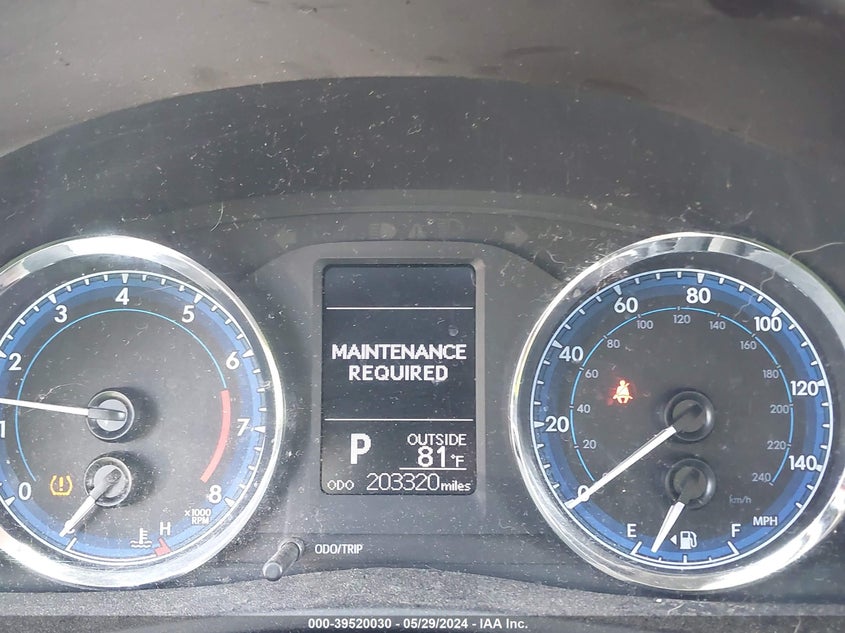 4
3
5
2
6
1
7
0
8
x1000
RPM
H
MAINTENANCE
REQUIRED
P
OUTSIDE
81°F
ODO 203320 miles
ODO/TRIP
80
60
100
40
120
20
140
0
120
100
140
80
160
60
180
40
200
20
220
240
km/h
E
F
MPH
000-39520030 - 05/29/2024 - IAA Inc.